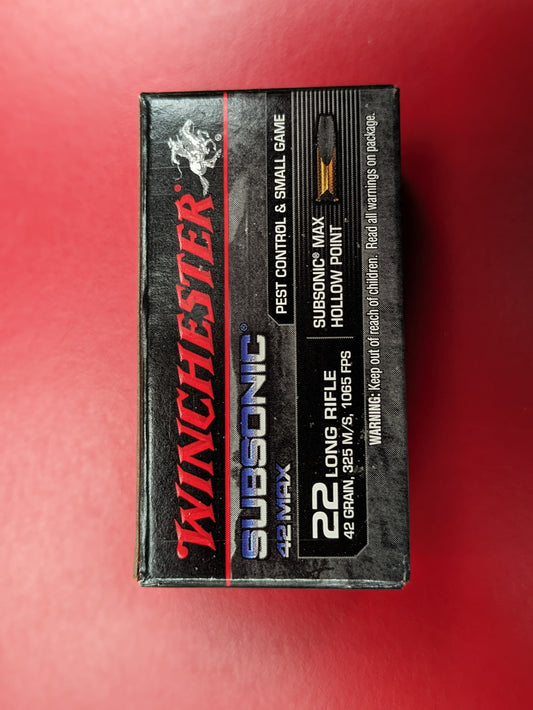 WINCHESTER®
SUBSONIC®
42 MAX
PEST CONTROL & SMALL GAME
22 LONG RIFLE
42 GRAIN, 325 M/S, 1065 FPS
SUBSONIC® MAX
HOLLOW POINT
WARNING: Keep out of reach of children. Read all warnings on package.